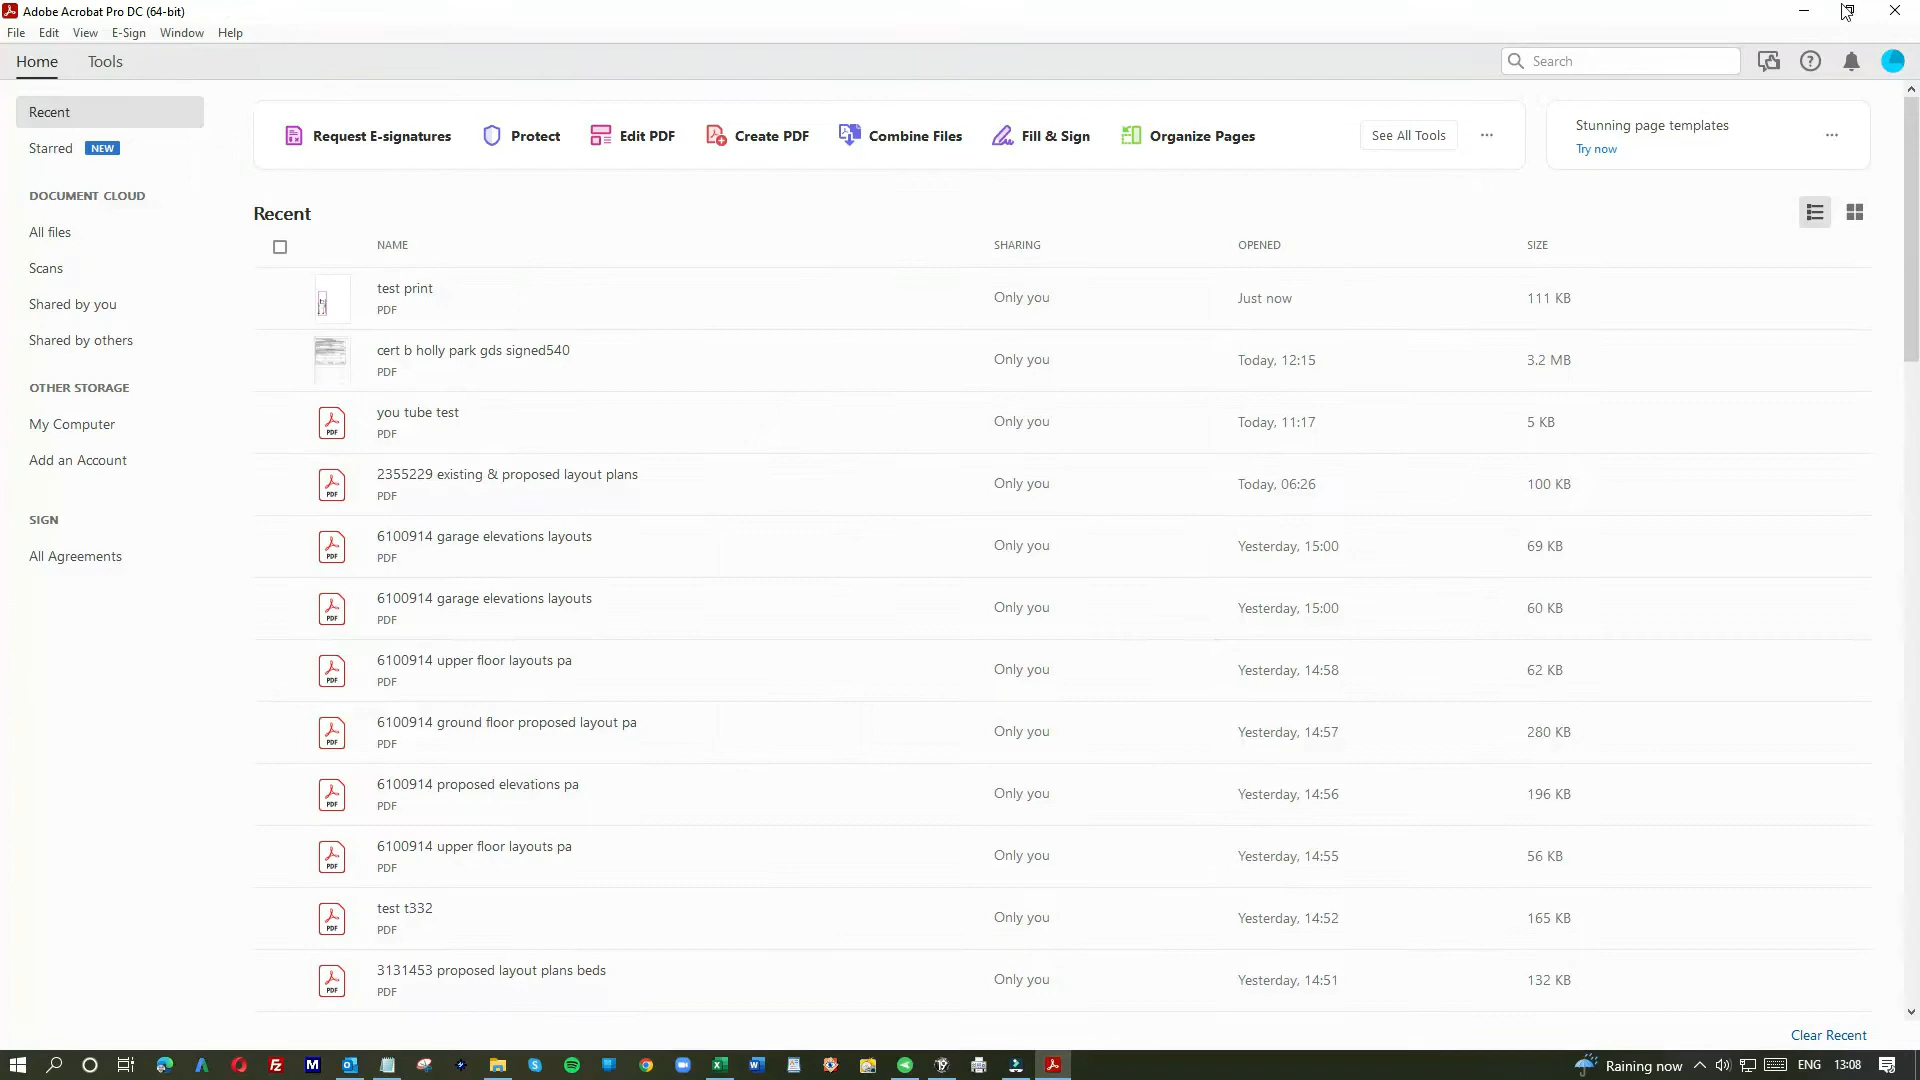 Adobe Acrobat Pro DC (64-bit)
File Edit View E-Sign Window Help
Home Tools
Search
Recent
Starred NEW
DOCUMENT CLOUD
All files
Scans
Shared by you
Shared by others
OTHER STORAGE
My Computer
Add an Account
SIGN
All Agreements
Request E-signatures Protect Edit PDF Create PDF Combine Files Fill & Sign Organize Pages See All Tools
Stunning page templates
Try now
Recent
NAME SHARING OPENED SIZE
test print Only you Just now 111 KB
PDF
cert b holly park gds signed540 Only you Today, 12:15 3.2 MB
PDF
you tube test Only you Today, 11:17 5 KB
PDF
2355229 existing & proposed layout plans Only you Today, 06:26 100 KB
PDF
6100914 garage elevations layouts Only you Yesterday, 15:00 69 KB
PDF
6100914 garage elevations layouts Only you Yesterday, 15:00 60 KB
PDF
6100914 upper floor layouts pa Only you Yesterday, 14:58 62 KB
PDF
6100914 ground floor proposed layout pa Only you Yesterday, 14:57 280 KB
PDF
6100914 proposed elevations pa Only you Yesterday, 14:56 196 KB
PDF
6100914 upper floor layouts pa Only you Yesterday, 14:55 56 KB
PDF
test t332 Only you Yesterday, 14:52 165 KB
PDF
3131453 proposed layout plans beds Only you Yesterday, 14:51 132 KB
PDF
Clear Recent
Raining now ENG 13:08